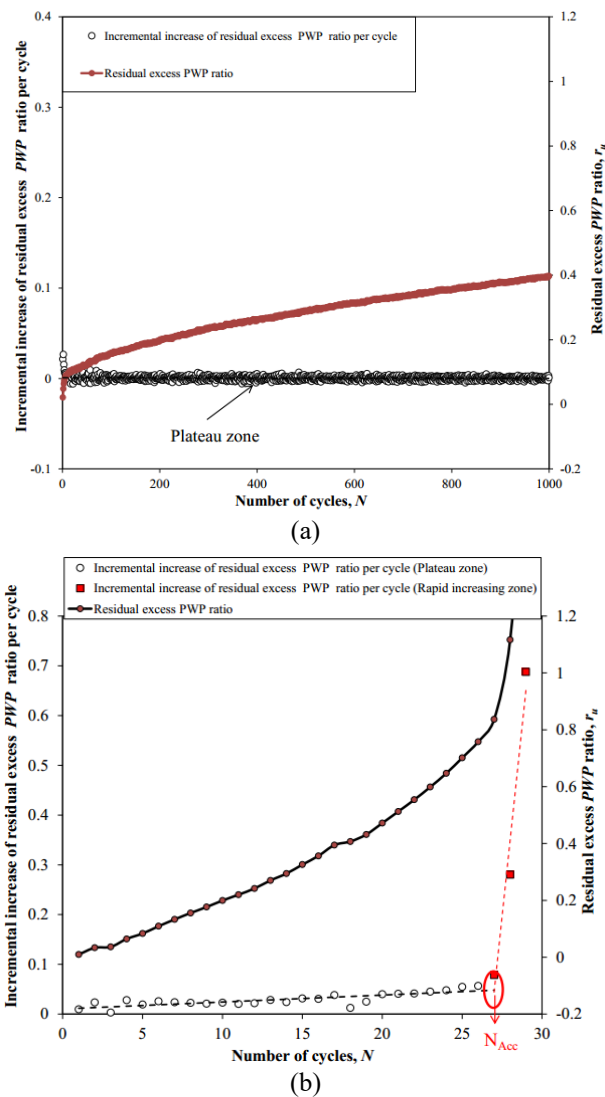 (a)
Incremental increase of residual excess PWP ratio per cycle
Residual excess PWP ratio
Incremental increase of residual excess PWP ratio per cycle
0.4
0.3
0.2
0.1
0
-0.1
1.2
1
0.8
0.6
0.4
0.2
0
-0.2
Residual excess PWP ratio, ru
Plateau zone
0
200
400
600
800
1000
Number of cycles, N
(a)
Incremental increase of residual excess PWP ratio per cycle (Plateau zone)
Incremental increase of residual excess PWP ratio per cycle (Rapid increasing zone)
Residual excess PWP ratio
Incremental increase of residual excess PWP ratio per cycle
0.8
0.7
0.6
0.5
0.4
0.3
0.2
0.1
0
1.2
1
0.8
0.6
0.4
0.2
0
-0.2
Residual excess PWP ratio, ru
0
5
10
15
20
25
30
NAcc
Number of cycles, N
(b)